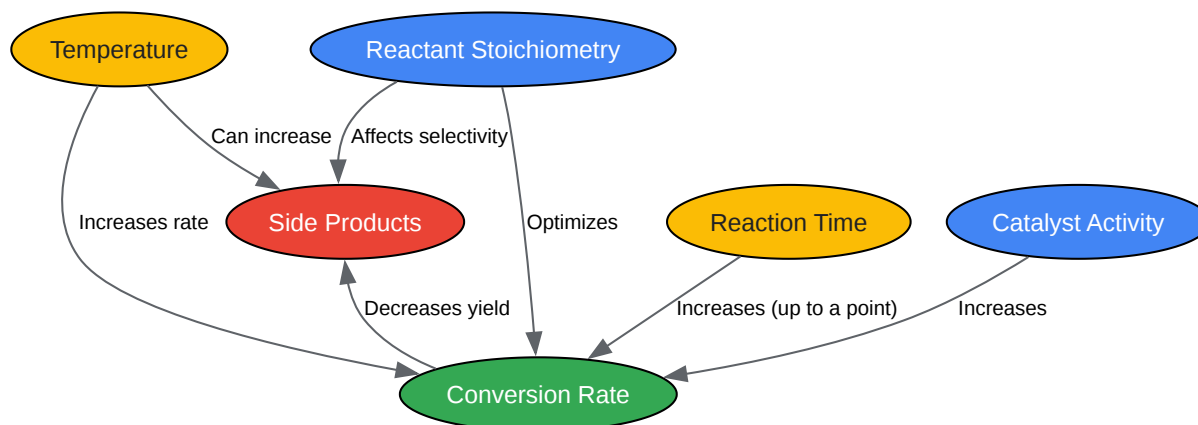 Temperature
Reactant Stoichiometry
Can increase
Affects selectivity
Increases rate
Side Products
Optimizes
Reaction Time
Catalyst Activity
Decreases yield
Increases (up to a point)
Increases
Conversion Rate